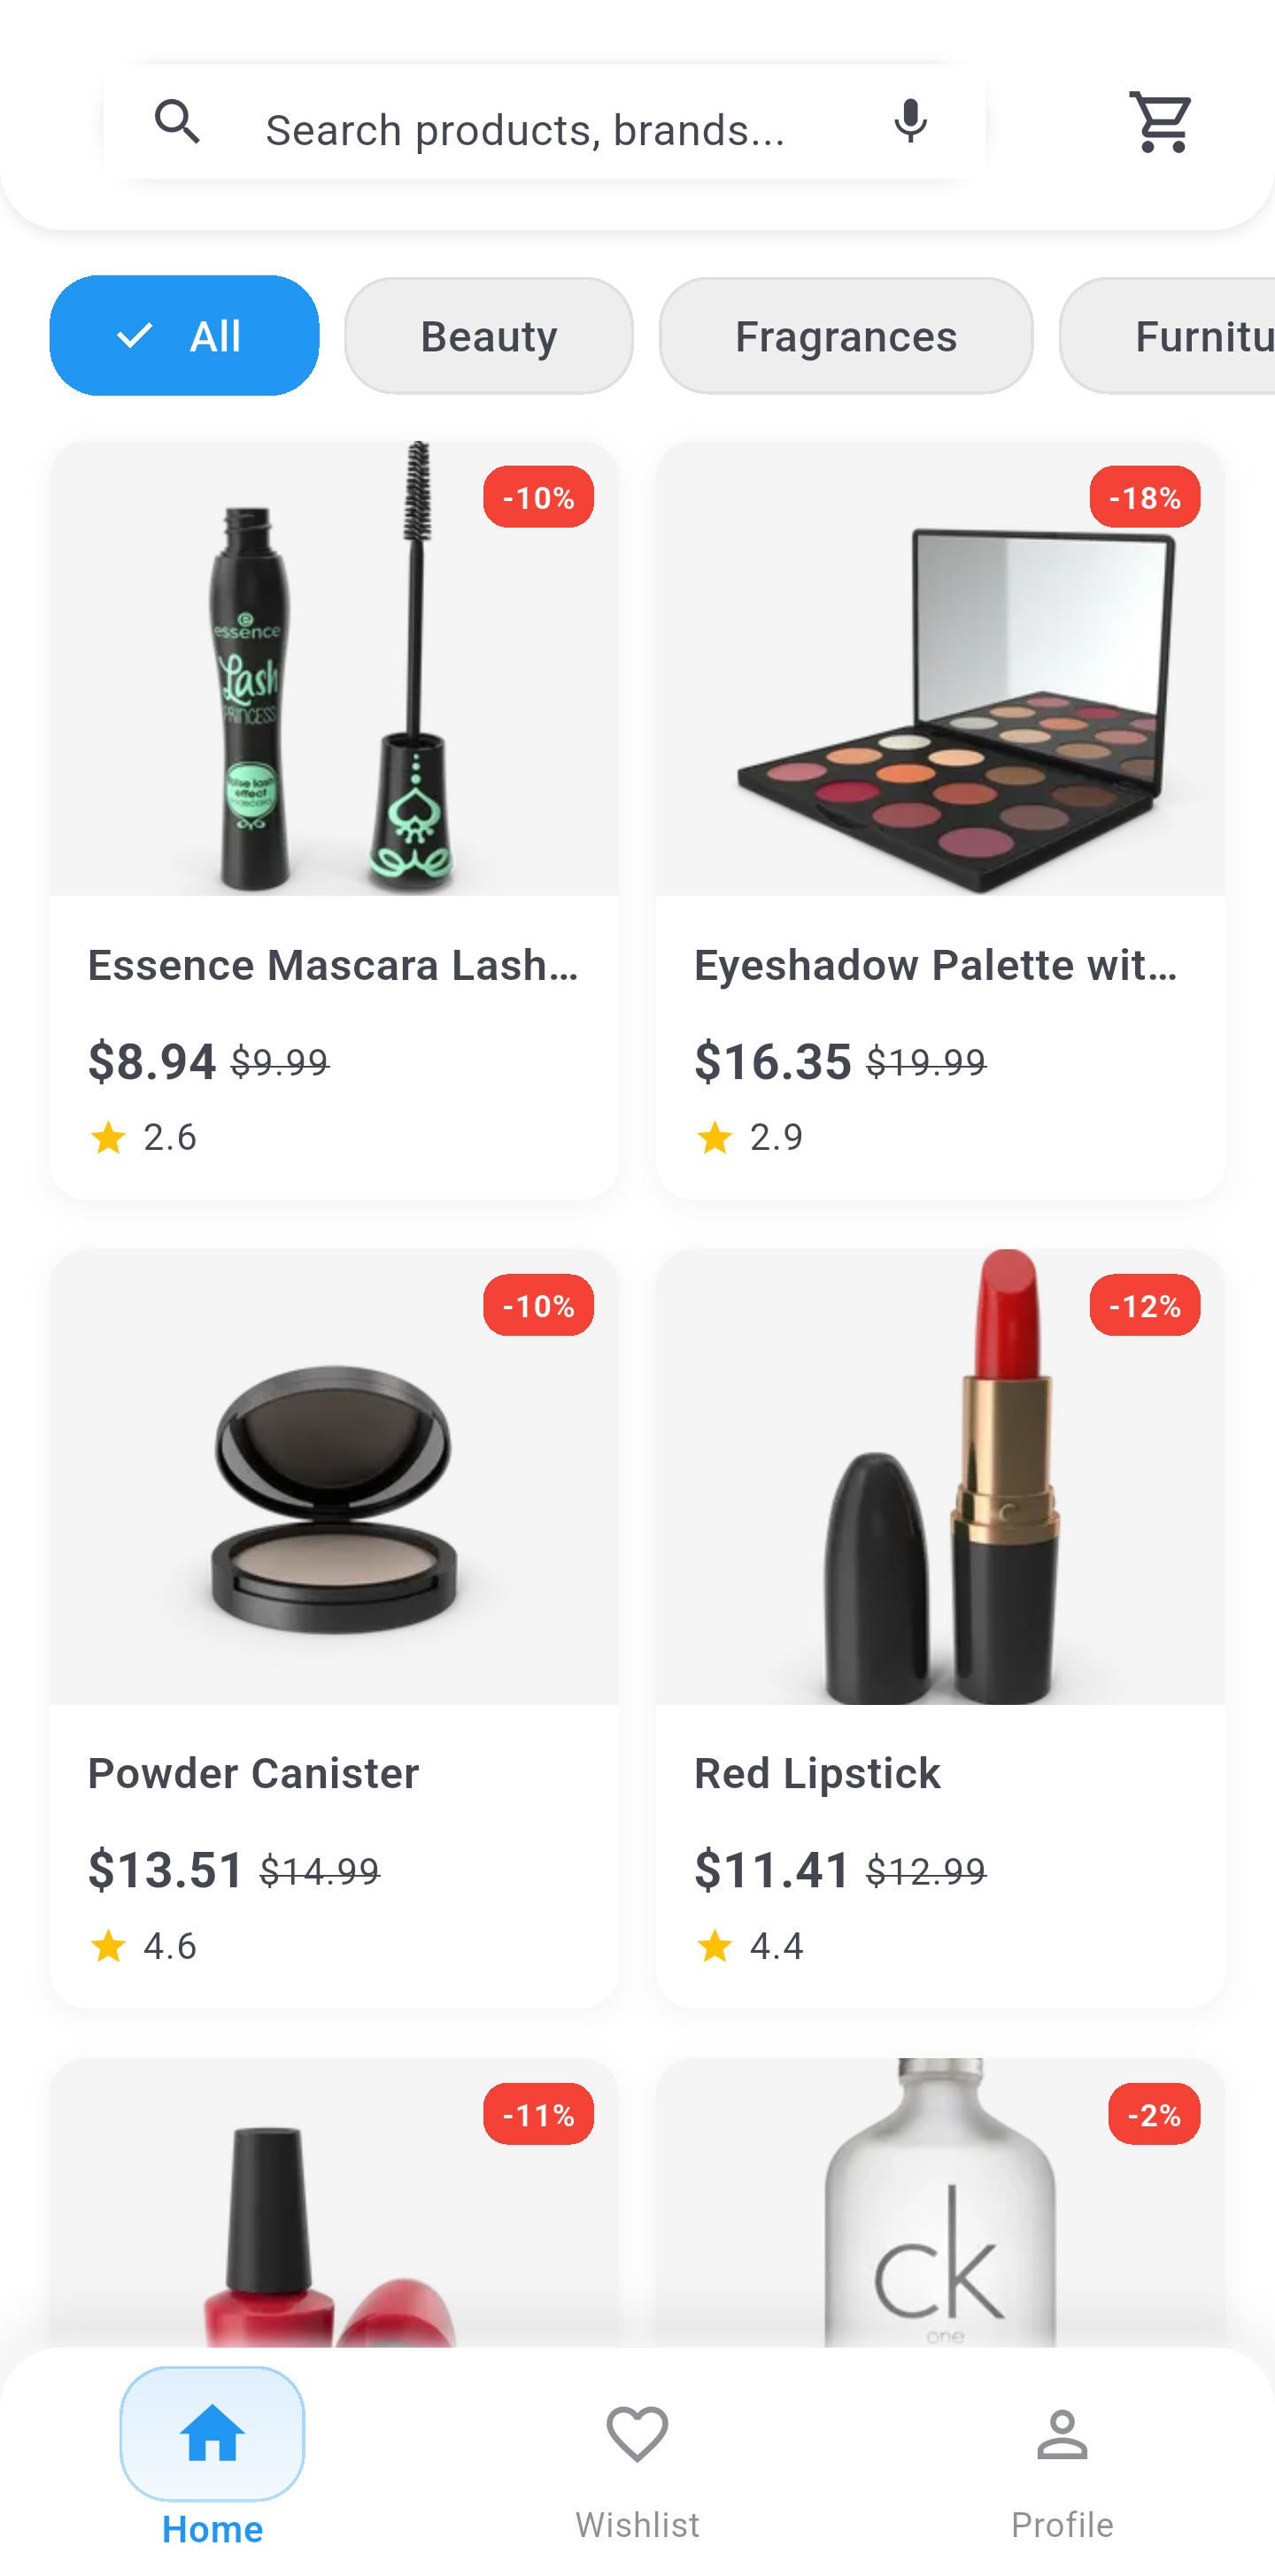 Search products, brands...
All
Beauty
Fragrances
Furnitu
-10%
essence
Lash
PRINCESS
false lash
effect
mascara
-18%
Essence Mascara Lash...
$8.94 $9.99
2.6
Eyeshadow Palette wit...
$16.35 $19.99
2.9
-10%
-12%
Powder Canister
$13.51 $14.99
4.6
Red Lipstick
$11.41 $12.99
4.4
-11%
-2%
ck
one
Home
Wishlist
Profile